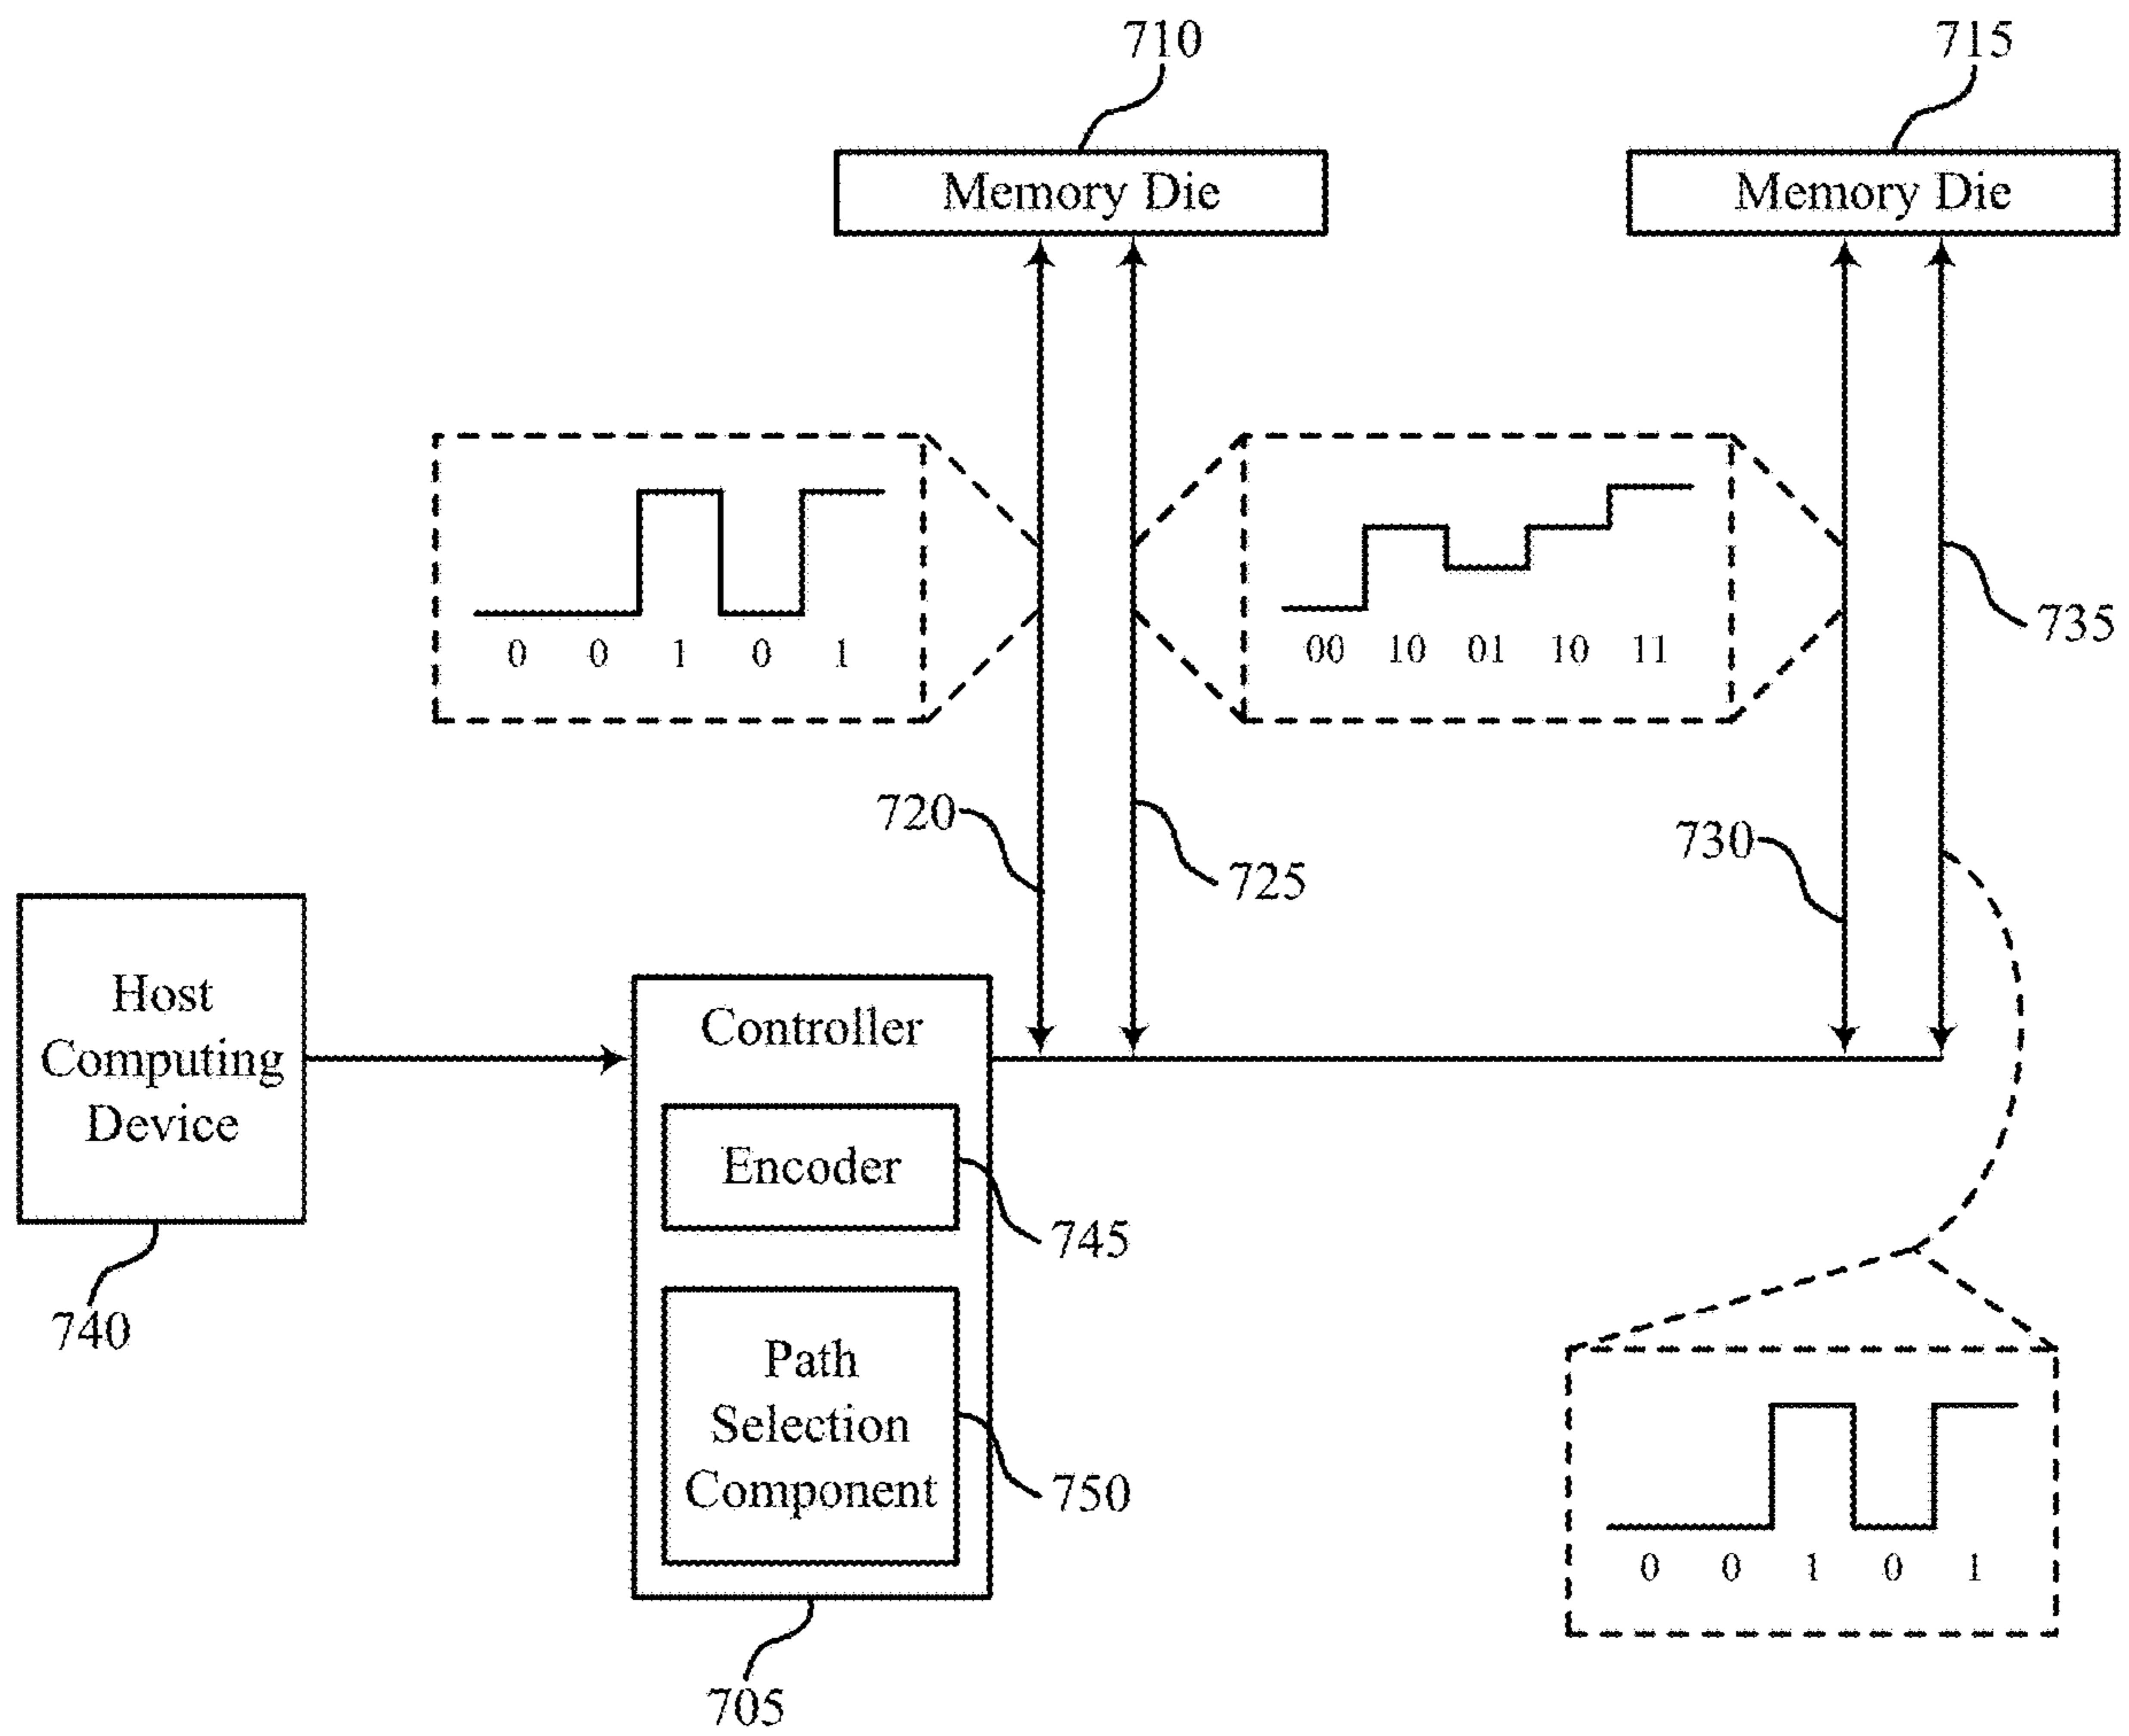 710
715
Memory Die
Memory Die
0 0 1 0 1
00 10 01 10 11
735
720
725
730
Host
Computing
Device
740
Controller
Encoder
745
Path
Selection
Component
750
705
0 0 1 0 1